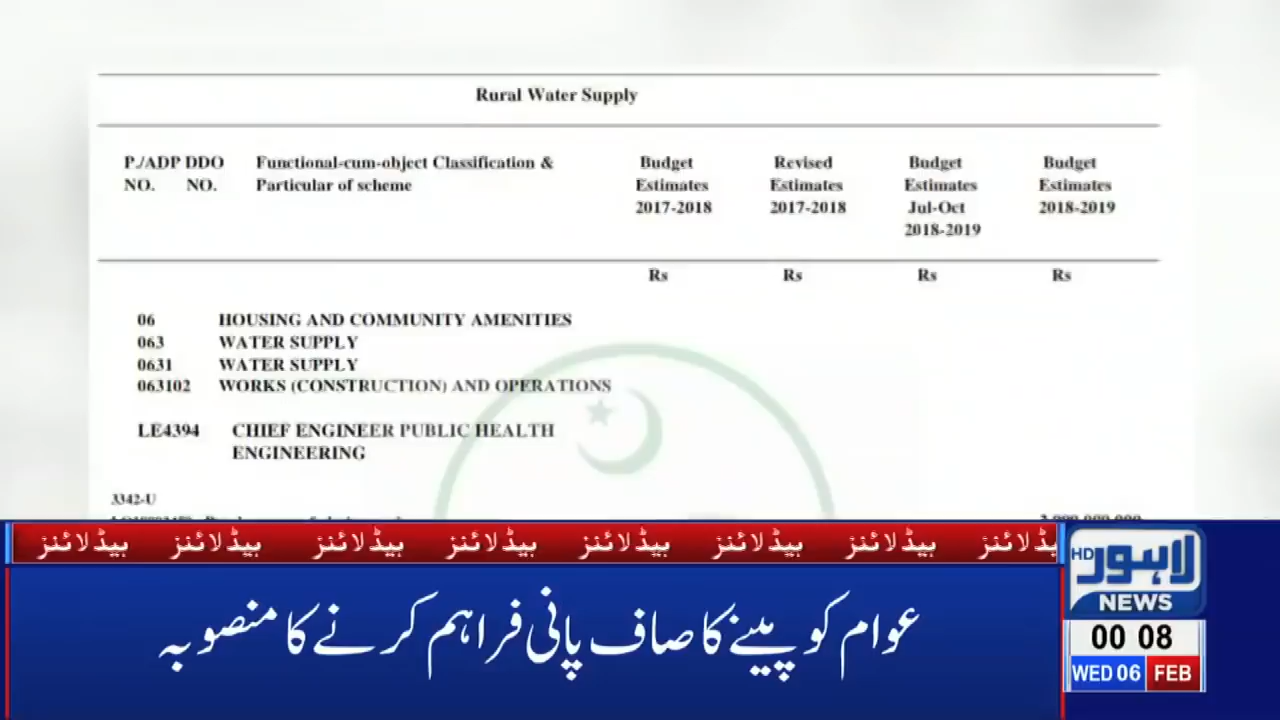 Rural Water Supply
P./ADP DDO Functional-cum-object Classification & Budget Revised Budget Budget
NO. NO. Particular of scheme Estimates Estimates Estimates Estimates
2017-2018 2017-2018 Jul-Oct 2018-2019
2018-2019
Rs Rs Rs Rs
06 HOUSING AND COMMUNITY AMENITIES
063 WATER SUPPLY
0631 WATER SUPPLY
063102 WORKS (CONSTRUCTION) AND OPERATIONS
LE4394 CHIEF ENGINEER PUBLIC HEALTH
ENGINEERING
3342-U
ہیڈلائنز ہیڈلائنز ہیڈلائنز ہیڈلائنز ہیڈلائنز ہیڈلائنز ہیڈلائنز
عوام کو پینے کا صاف پانی فراہم کرنے کا منصوبہ
HD لاہور
NEWS
00 08
WED 06 FEB